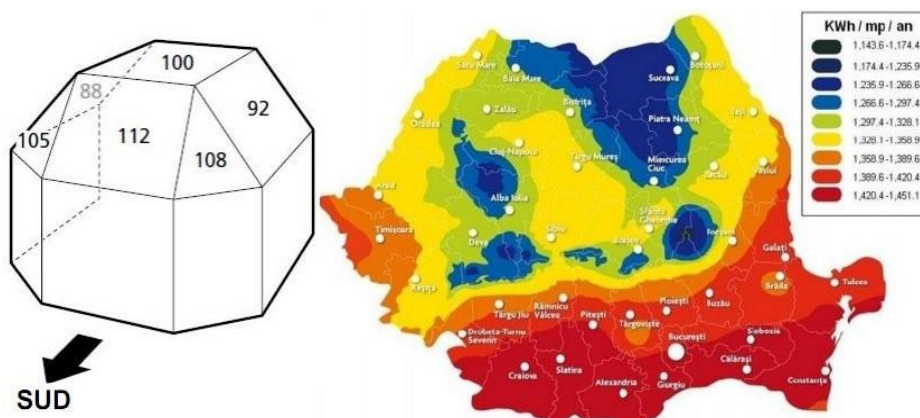 100
88
92
105
112
108
SUD
KWh / mp / an
1,143.6 -1,174.4
1,174.4 -1,235.9
1,235.9 -1,266.6
1,266.6 -1,297.4
1,297.4 -1,328.1
1,328.1 -1,358.9
1,358.9 -1,389.6
1,389.6 -1,420.4
1,420.4 -1,451.1
Satu Mare
Baia Mare
Suceava
Botoșani
Zalău
Bistrița
Oradea
Piatra Neamț
Iași
Cluj-Napoca
Târgu Mureș
Miercurea
Ciuc
Bacău
Vaslui
Arad
Alba Iulia
Sfântu
Gheorghe
Timișoara
Deva
Sibiu
Brașov
Focșani
Galați
Reșița
Târgu Jiu
Râmnicu
Vâlcea
Pitești
Târgoviște
Ploiești
Buzău
Brăila
Tulcea
Drobeta-Turnu
Severin
București
Slobozia
Craiova
Slatina
Alexandria
Giurgiu
Călărași
Constanța